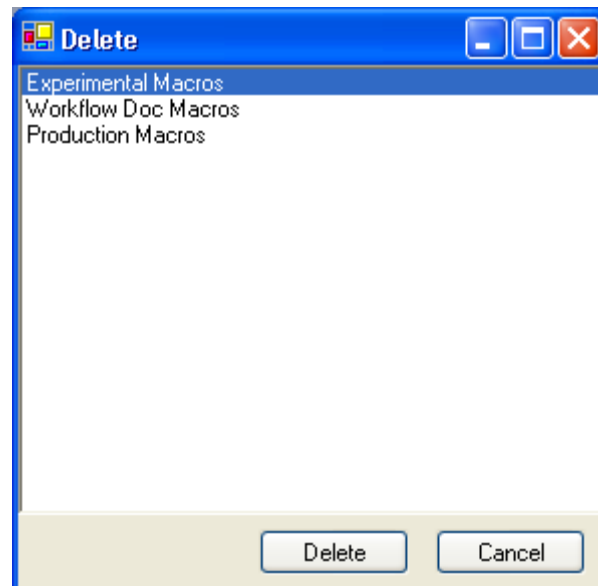 Delete
Experimental Macros
Workflow Doc Macros
Production Macros
Delete
Cancel